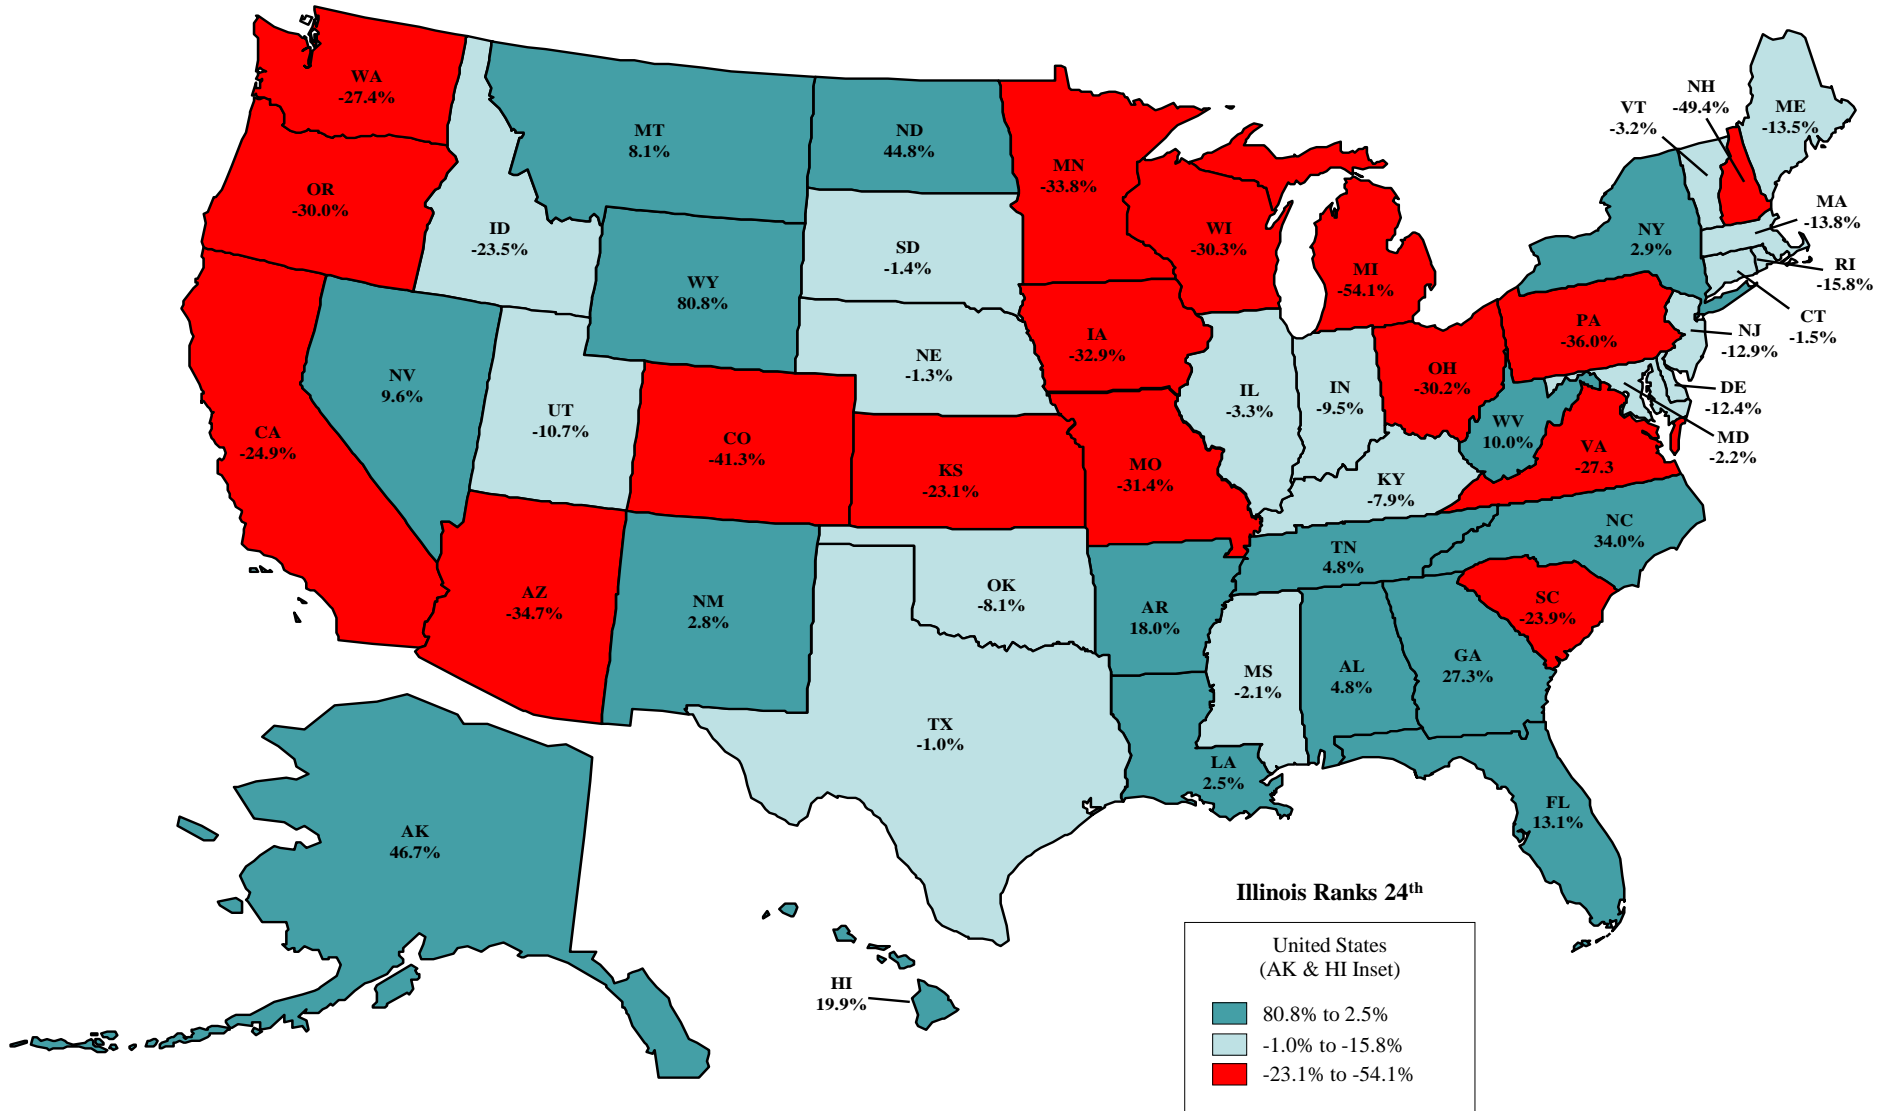 WA
-27.4%
OR
-30.0%
CA
-24.9%
ID
-23.5%
NV
9.6%
MT
8.1%
WY
80.8%
UT
-10.7%
AZ
-34.7%
CO
-41.3%
NM
2.8%
ND
44.8%
SD
-1.4%
NE
-1.3%
KS
-23.1%
OK
-8.1%
TX
-1.0%
MN
-33.8%
IA
-32.9%
MO
-31.4%
AR
18.0%
LA
2.5%
WI
-30.3%
IL
-3.3%
MI
-54.1%
IN
-9.5%
OH
-30.2%
KY
-7.9%
TN
4.8%
MS
-2.1%
AL
4.8%
GA
27.3%
FL
13.1%
SC
-23.9%
NC
34.0%
VA
-27.3
WV
10.0%
PA
-36.0%
NY
2.9%
VT
-3.2%
NH
-49.4%
ME
-13.5%
MA
-13.8%
RI
-15.8%
CT
-1.5%
NJ
-12.9%
DE
-12.4%
MD
-2.2%
AK
46.7%
HI
19.9%
Illinois Ranks 24th
United States
(AK & HI Inset)
80.8% to 2.5%
-1.0% to -15.8%
-23.1% to -54.1%